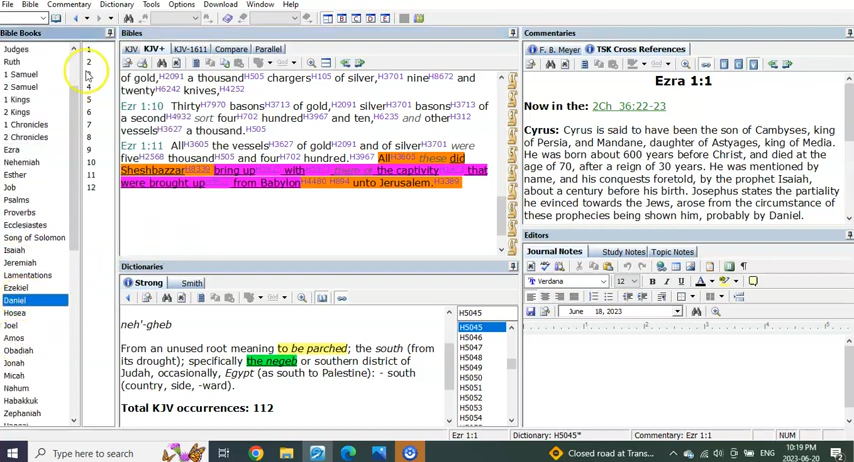 File Bible Commentary Dictionary Tools Options Download Window Help
Bible Books
Judges
Ruth
1 Samuel
2 Samuel
1 Kings
2 Kings
1 Chronicles
2 Chronicles
Ezra
Nehemiah
Esther
Job
Psalms
Proverbs
Ecclesiastes
Song of Solomon
Isaiah
Jeremiah
Lamentations
Ezekiel
Daniel
Hosea
Joel
Amos
Obadiah
Jonah
Micah
Nahum
Habakkuk
Zephaniah
1
2
4
5
6
7
8
9
10
11
12
Bibles
KJV KJV+ KJV-1611 Compare Parallel
of gold,H2091 a thousandH505 chargersH105 of silver,H3701 nineH8672 and
twentyH6242 knives,H4252
Ezr 1:10 ThirtyH7970 basonsH3713 of gold,H2091 silverH3701 basonsH3713 of
a secondH4932 sort fourH702 hundredH3967 and ten,H6235 and otherH312
vesselsH3627 a thousand.H505
Ezr 1:11 AllH3605 the vesselsH3627 of goldH2091 and of silverH3701 were
fiveH2568 thousandH505 and fourH702 hundred.H3967 AllH3605 these did
SheshbazzarH8339 bring up with them of the captivity that
were brought up from BabylonH4480 H894 unto Jerusalem.H3389
Dictionaries
Strong Smith
neh'-gheb
From an unused root meaning to be parched; the south (from
its drought); specifically the negeb or southern district of
Judah, occasionally, Egypt (as south to Palestine): - south
(country, side, -ward).
Total KJV occurrences: 112
H5045
H5045
H5046
H5047
H5048
H5049
H5050
H5051
H5052
H5053
H5054
Commentaries
F. B. Meyer TSK Cross References
Ezra 1:1
Now in the: 2Ch_36:22-23
Cyrus: Cyrus is said to have been the son of Cambyses, king
of Persia, and Mandane, daughter of Astyages, king of Media.
He was born about 600 years before Christ, and died at the
age of 70, after a reign of 30 years. He was mentioned by
name, and his conquests foretold, by the prophet Isaiah,
about a century before his birth. Josephus states the partiality
he evinced towards the Jews, arose from the circumstance of
these prophecies being shown him, probably by Daniel.
Editors
Journal Notes Study Notes Topic Notes
Verdana 12 B I U
June 18, 2023
1 2 3 4
Ezr 1:1 Dictionary: H5045* Commentary: Ezr 1:1 NUM
Type here to search
Closed road at Trans... ENG
10:19 PM
2023-06-20
2